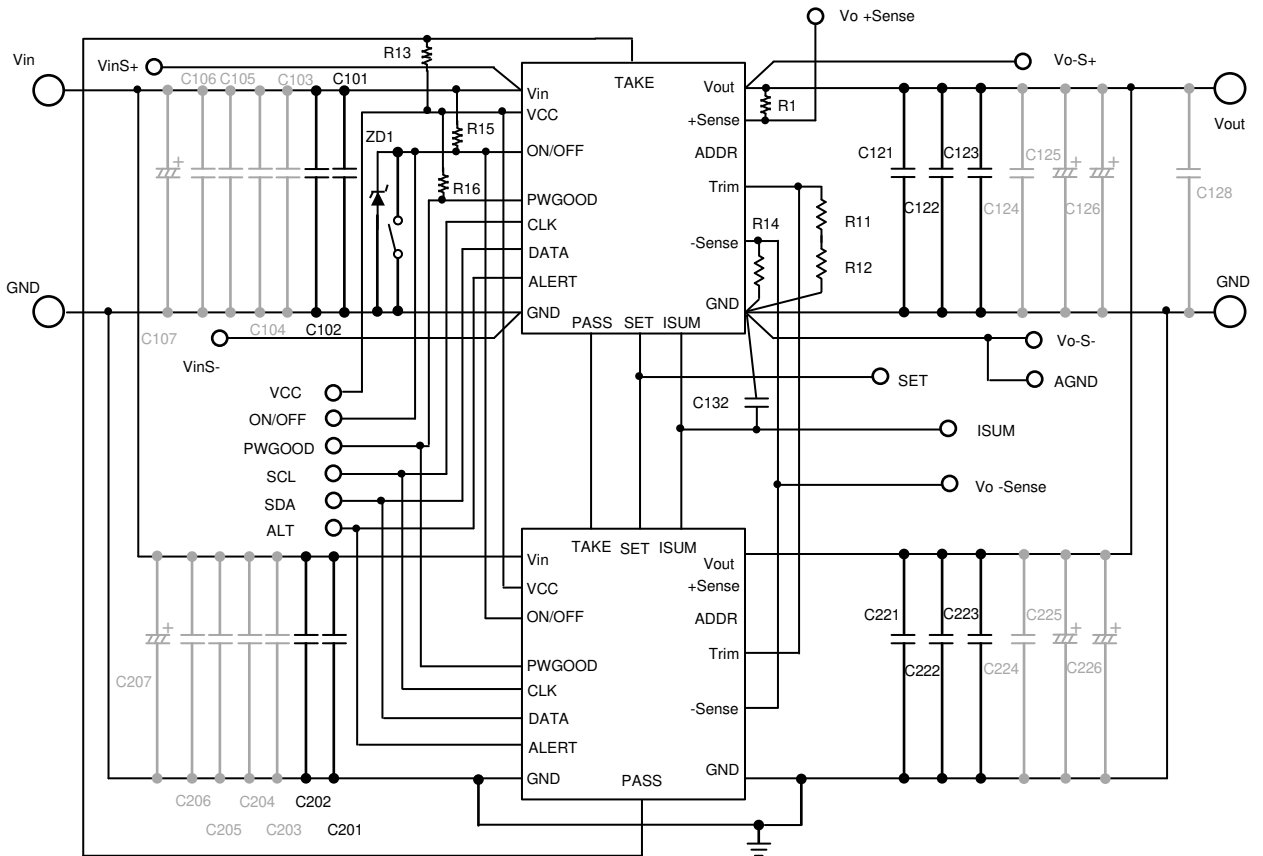 Vo +Sense
R13
Vin
VinS+
C106
C105
C103
C101
TAKE
Vo-S+
Vin
Vout
VCC
R1
+Sense
Vout
ZD1
R15
ON/OFF
ADDR
C121
C123
C125
R16
PWGOOD
Trim
C122
C124
C126
C128
CLK
R14
R11
DATA
-Sense
R12
ALERT
GND
GND
GND
GND
PASS
SET
ISUM
C107
C104
C102
VinS-
Vo-S-
VCC
SET
AGND
C132
ON/OFF
ISUM
PWGOOD
SCL
Vo -Sense
SDA
ALT
TAKE
SET
ISUM
Vin
Vout
VCC
+Sense
ON/OFF
ADDR
C221
C223
C225
Trim
PWGOOD
C222
C224
C226
C207
CLK
-Sense
DATA
ALERT
GND
PASS
GND
C206
C204
C202
C205
C203
C201